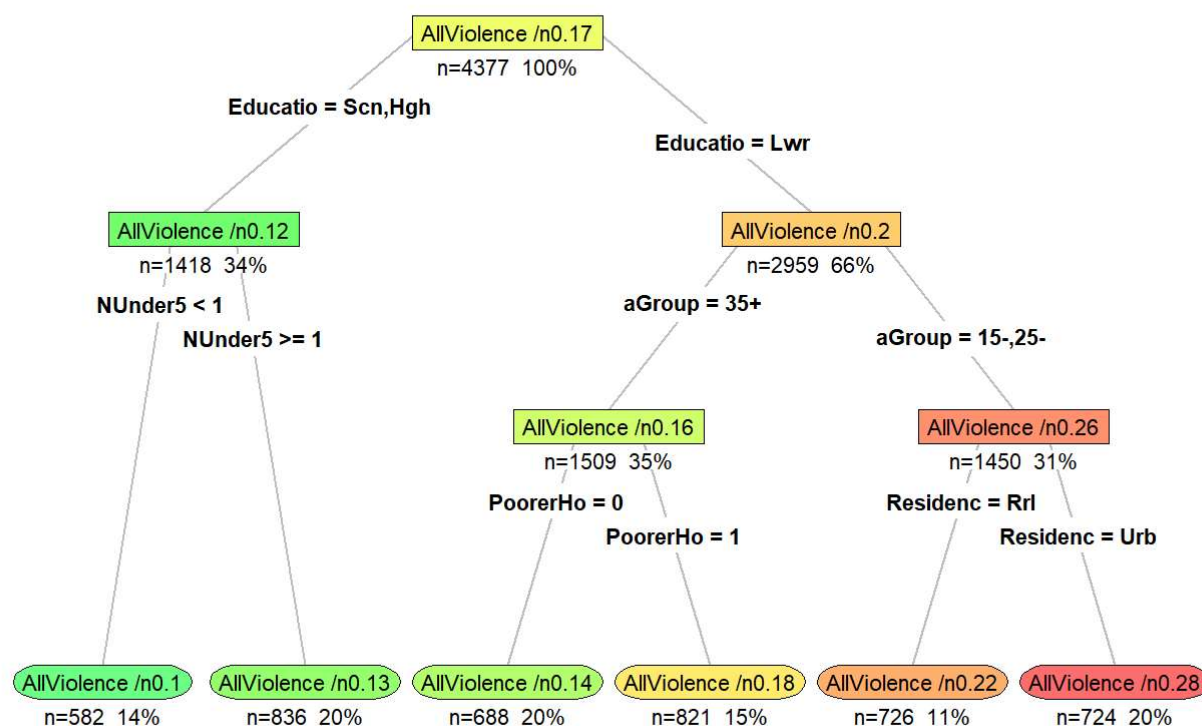 AllViolence /n0.17
n=4377 100%
Educatio = Scn,Hgh
Educatio = Lwr
AllViolence /n0.12
n=1418 34%
AllViolence /n0.2
n=2959 66%
NUnder5 < 1
NUnder5 >= 1
aGroup = 35+
aGroup = 15-,25-
AllViolence /n0.16
n=1509 35%
AllViolence /n0.26
n=1450 31%
PoorerHo = 0
PoorerHo = 1
Residenc = Rrl
Residenc = Urb
AllViolence /n0.1
n=582 14%
AllViolence /n0.13
n=836 20%
AllViolence /n0.14
n=688 20%
AllViolence /n0.18
n=821 15%
AllViolence /n0.22
n=726 11%
AllViolence /n0.28
n=724 20%